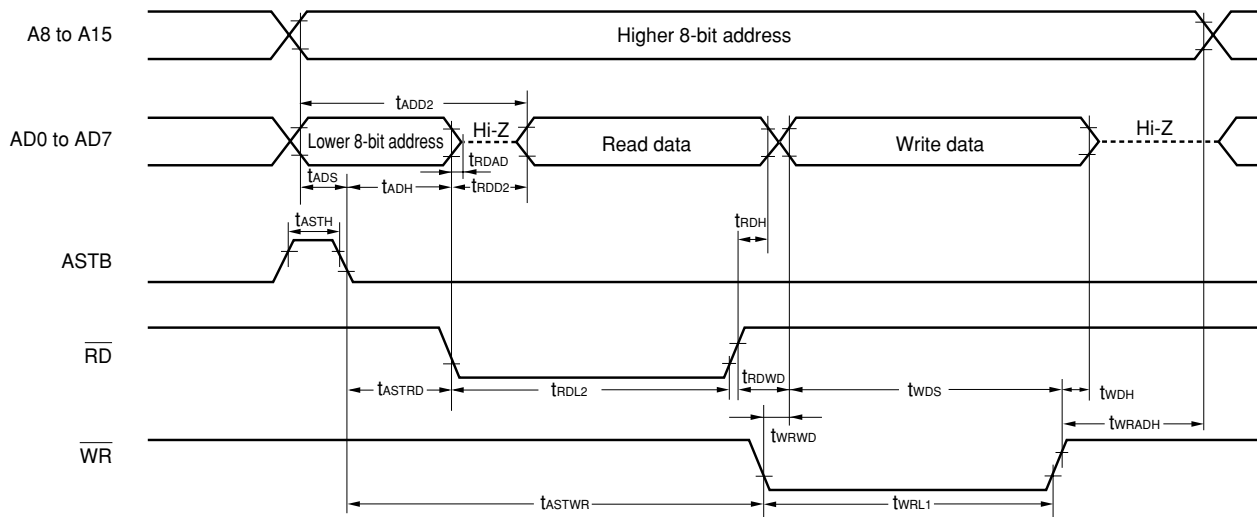 A8 to A15
Higher 8-bit address
tADD2
AD0 to AD7
Lower 8-bit address
Hi-Z
Read data
Write data
Hi-Z
tRDAD
tADS
tADH
tRDD2
tASTH
tRDH
ASTB
RD
tASTRD
tRDL2
tRDWD
tWDS
tWDH
tWRWD
tWRADH
WR
tASTWR
tWRL1